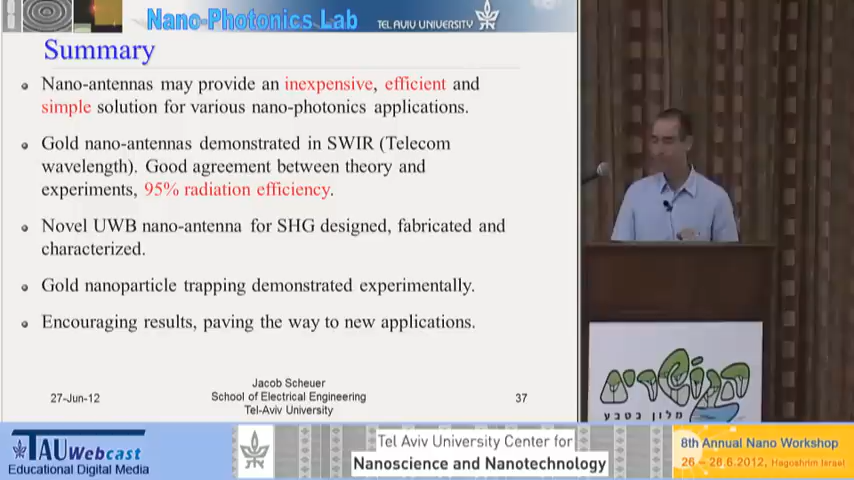 Nano-Photonics Lab
TEL AVIV UNIVERSITY
Summary
Nano-antennas may provide an inexpensive, efficient and
simple solution for various nano-photonics applications.
Gold nano-antennas demonstrated in SWIR (Telecom
wavelength). Good agreement between theory and
experiments, 95% radiation efficiency.
Novel UWB nano-antenna for SHG designed, fabricated and
characterized.
Gold nanoparticle trapping demonstrated experimentally.
Encouraging results, paving the way to new applications.
27-Jun-12
Jacob Scheuer
School of Electrical Engineering
Tel-Aviv University
37
הגושרים
מלון בטבע
TAU Webcast
Educational Digital Media
Tel Aviv University Center for
Nanoscience and Nanotechnology
8th Annual Nano Workshop
26 – 28.6.2012, Hagoshrim Israel